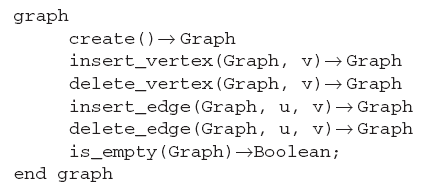 graph
create()→Graph
insert_vertex(Graph, v)→Graph
delete_vertex(Graph, v)→Graph
insert_edge(Graph, u, v)→Graph
delete_edge(Graph, u, v)→Graph
is_empty(Graph)→Boolean;
end graph